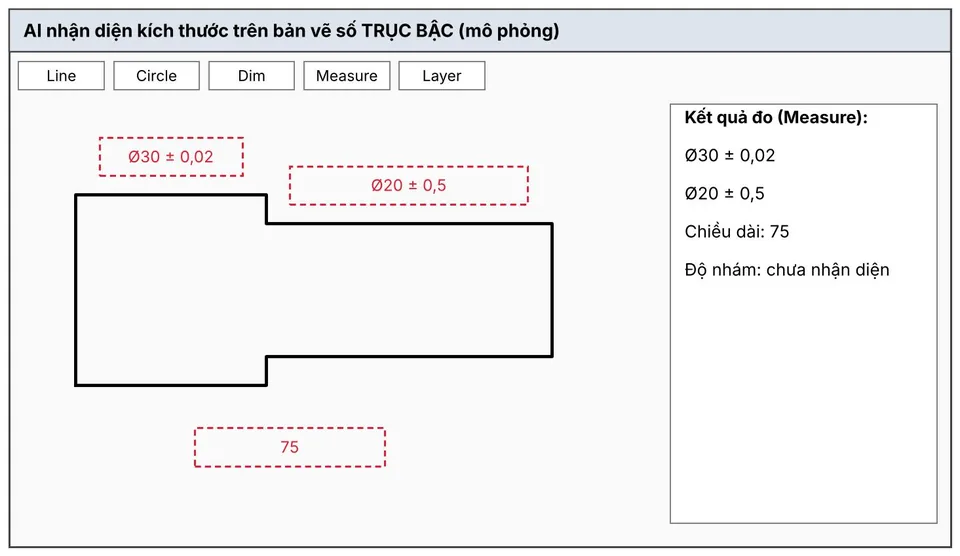 AI nhận diện kích thước trên bản vẽ số TRỤC BẬC (mô phỏng)
Line
Circle
Dim
Measure
Layer
Ø30 ± 0,02
Ø20 ± 0,5
75
Kết quả đo (Measure):
Ø30 ± 0,02
Ø20 ± 0,5
Chiều dài: 75
Độ nhám: chưa nhận diện